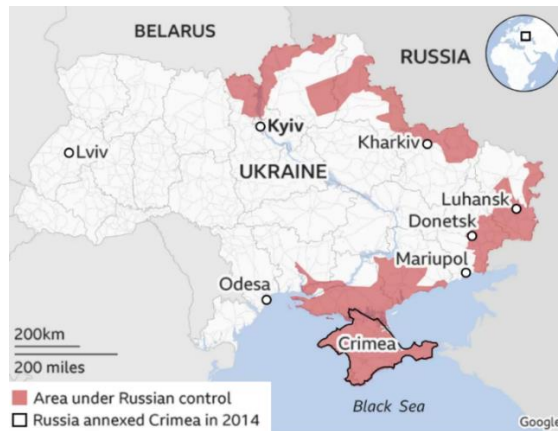 BELARUS
RUSSIA
Kyiv
Lviv
Kharkiv
UKRAINE
Luhansk
Donetsk
Mariupol
Odesa
200km
200 miles
Crimea
Area under Russian control
Black Sea
Russia annexed Crimea in 2014
Google